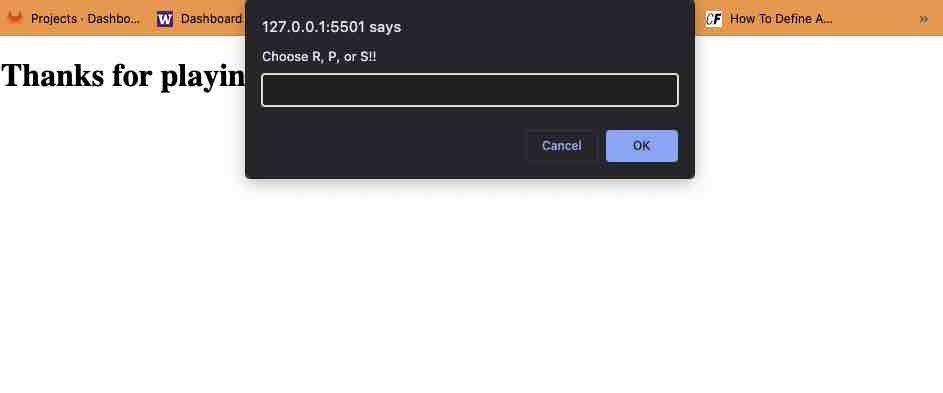 Projects · Dashbo... Dashboard How To Define A...
127.0.0.1:5501 says
Choose R, P, or S!!
Thanks for playin
Cancel OK